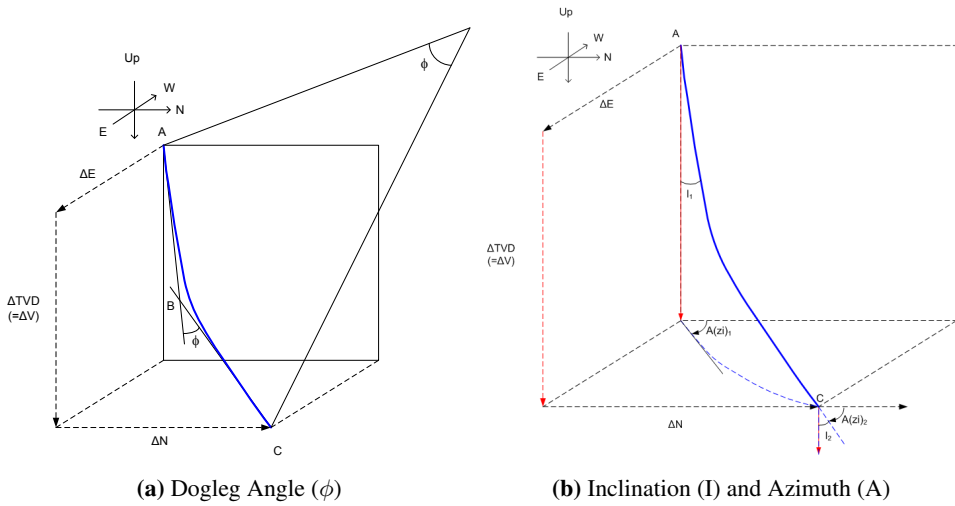 Up
W
N
E
A
ϕ
ΔE
ΔTVD
(=ΔV)
B
ϕ
ΔN
C
(a) Dogleg Angle (ϕ)
Up
W
N
E
A
ΔE
I₁
ΔTVD
(=ΔV)
A(zi)₁
C
ΔN
A(zi)₂
I₂
(b) Inclination (I) and Azimuth (A)